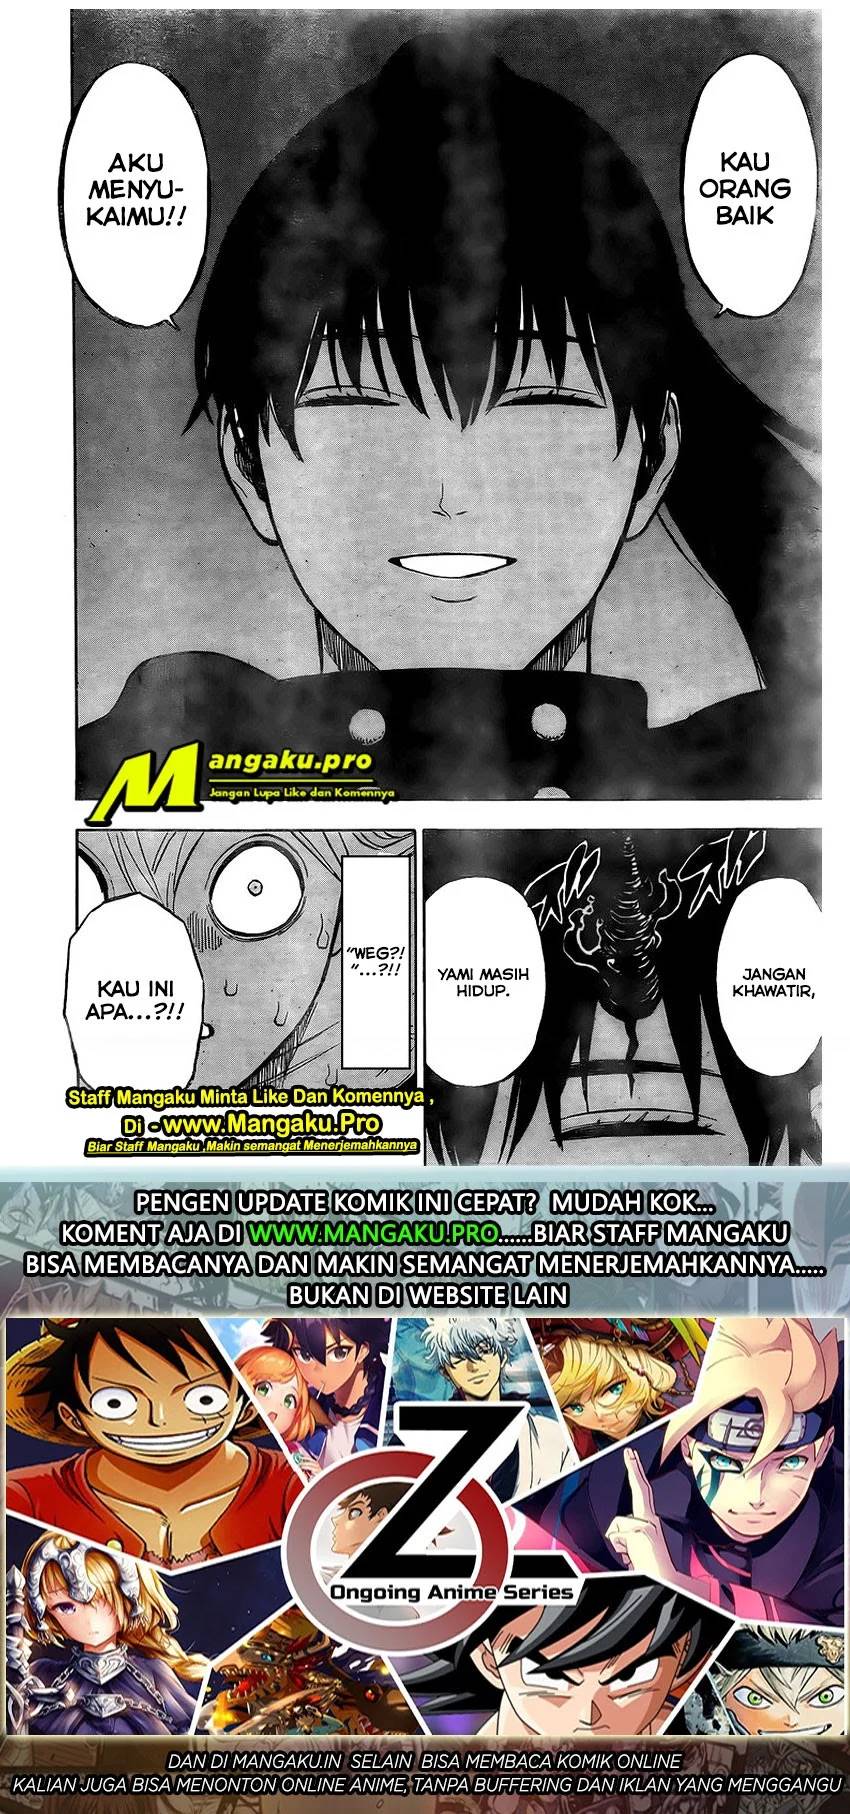 KAU
ORANG
BAIK
AKU
MENYU-
KAIMU!!
Mangaku.pro
Jangan Lupa Like dan Komennya
JANGAN
KHAWATIR,
YAMI MASIH
HIDUP.
"WEG?!
"...?!!
KAU INI
APA...?!!
Staff Mangaku Minta Like Dan Komennya ,
Di - www.Mangaku.Pro
Biar Staff Mangaku ,Makin semangat Menerjemahkannya
PENGEN UPDATE KOMIK INI CEPAT? MUDAH KOK...
KOMENT AJA DI WWW.MANGAKU.PRO......BIAR STAFF MANGAKU
BISA MEMBACANYA DAN MAKIN SEMANGAT MENERJEMAHKANNYA.....
BUKAN DI WEBSITE LAIN
Z
Ongoing Anime Series
DAN DI MANGAKU.IN SELAIN BISA MEMBACA KOMIK ONLINE
KALIAN JUGA BISA MENONTON ONLINE ANIME, TANPA BUFFERING DAN IKLAN YANG MENGGANGU